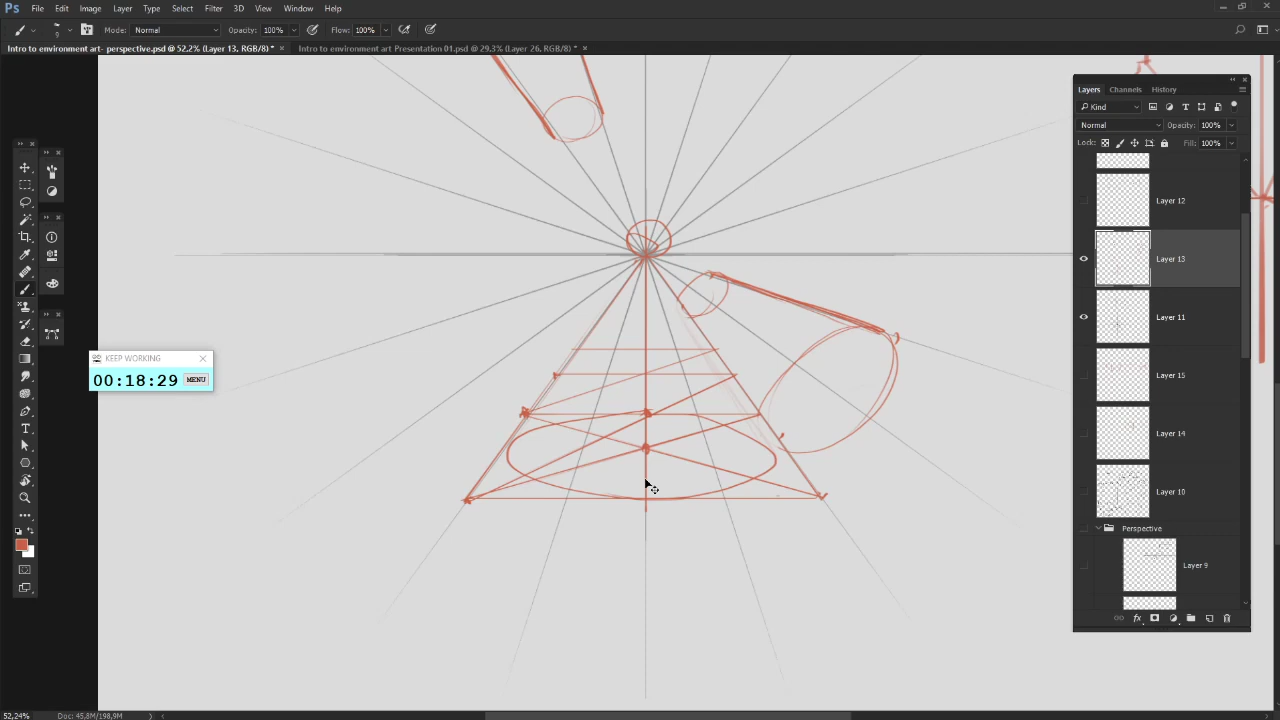 Ps File Edit Image Layer Type Select Filter 3D View Window Help
Mode: Normal Opacity: 100% Flow: 100%
Intro to environment art- perspective.psd @ 52,2% (Layer 13, RGB/8) * × Intro to environment art Presentation 01.psd @ 29,3% (Layer 26, RGB/8) * ×
Layers Channels History
Kind
Normal Opacity: 100%
Lock: Fill: 100%
Layer 12
Layer 13
Layer 11
Layer 15
Layer 14
Layer 10
Perspective
Layer 9
KEEP WORKING
00:18:29 MENU
52,24% Doc: 45,8M/198,9M